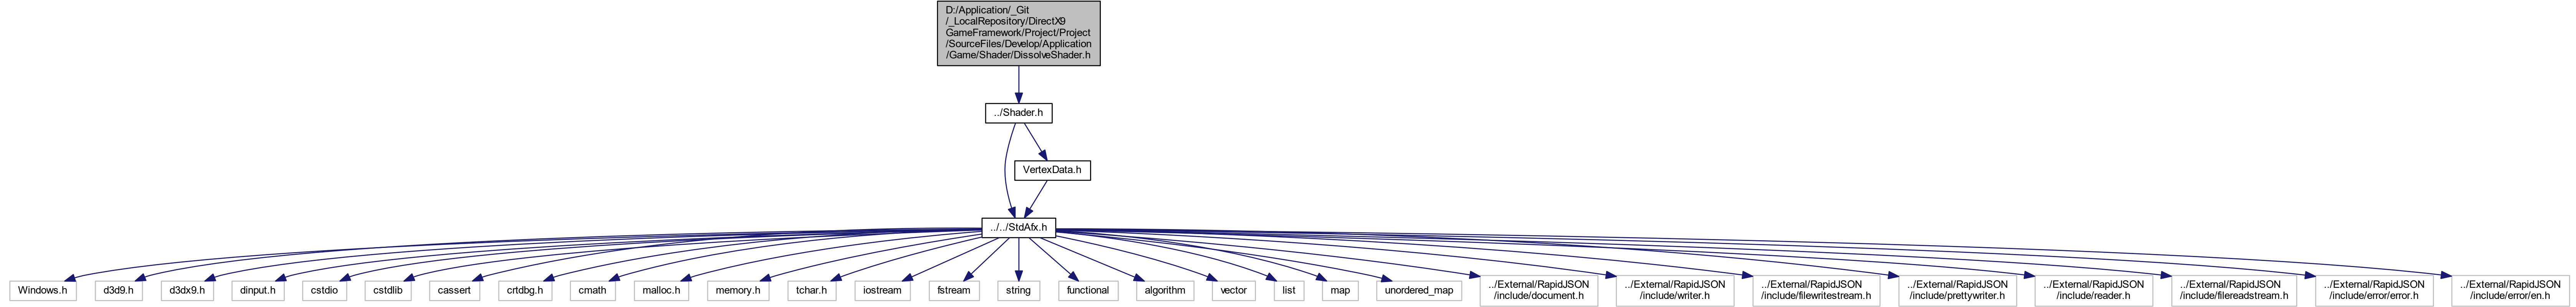 D:/Application/_Git
/_LocalRepository/DirectX9
GameFramework/Project/Project
/SourceFiles/Develop/Application
/Game/Shader/DissolveShader.h
../Shader.h
VertexData.h
../../StdAfx.h
Windows.h
d3d9.h
d3dx9.h
dinput.h
cstdio
cstdlib
cassert
crtdbg.h
cmath
malloc.h
memory.h
tchar.h
iostream
fstream
string
functional
algorithm
vector
list
map
unordered_map
../External/RapidJSON
/include/document.h
../External/RapidJSON
/include/writer.h
../External/RapidJSON
/include/filewritestream.h
../External/RapidJSON
/include/prettywriter.h
../External/RapidJSON
/include/reader.h
../External/RapidJSON
/include/filereadstream.h
../External/RapidJSON
/include/error/error.h
../External/RapidJSON
/include/error/en.h